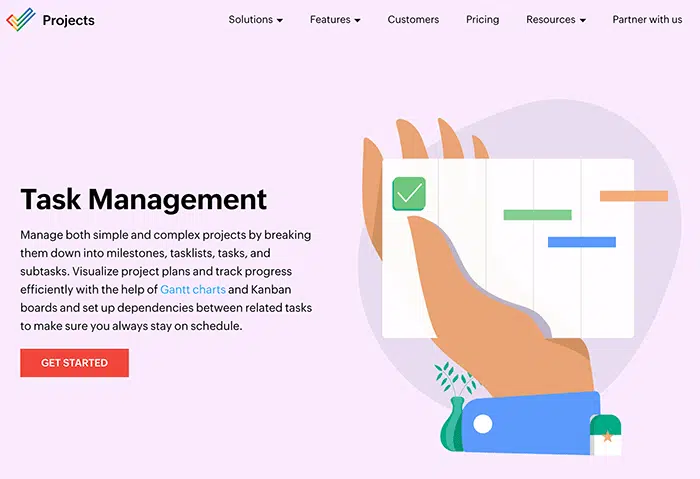 Projects
Solutions
Features
Customers
Pricing
Resources
Partner with us
Task Management
Manage both simple and complex projects by breaking
them down into milestones, tasklists, tasks, and
subtasks. Visualize project plans and track progress
efficiently with the help of Gantt charts and Kanban
boards and set up dependencies between related tasks
to make sure you always stay on schedule.
GET STARTED